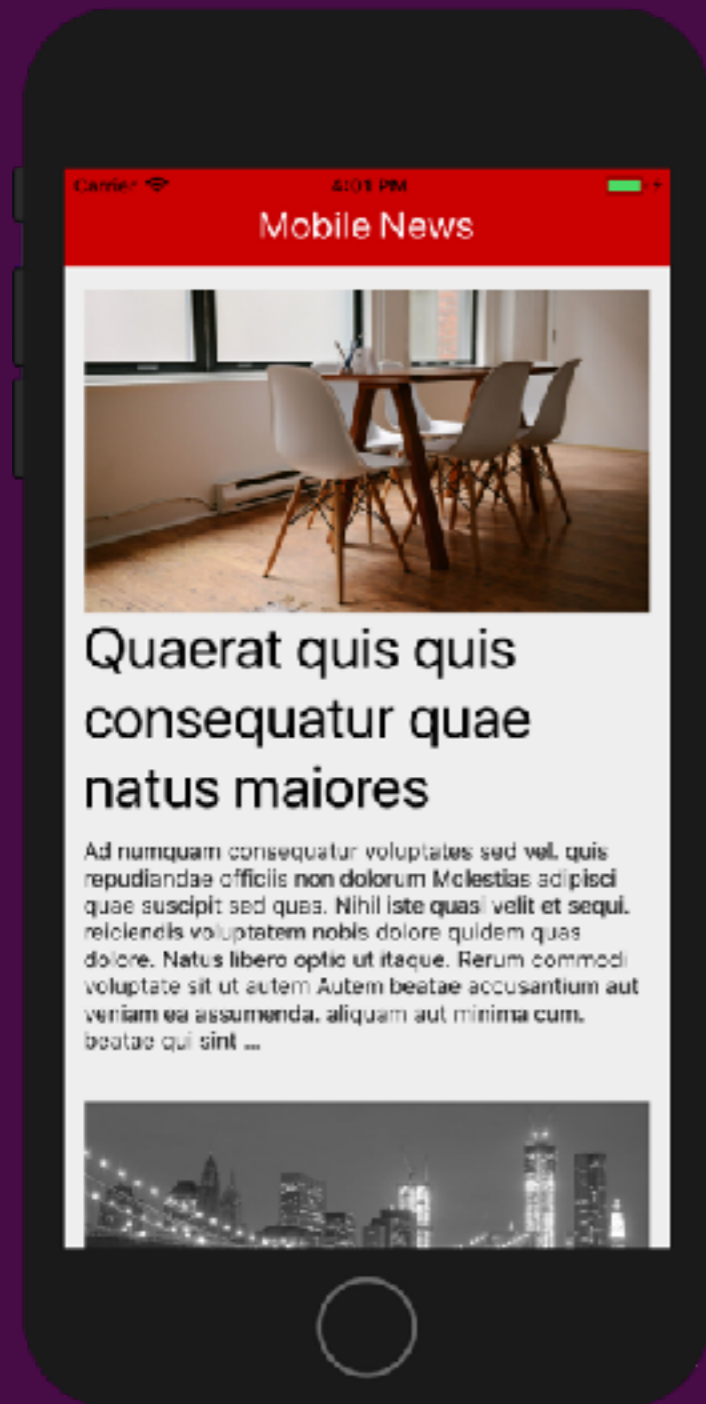 Carrier
4:01 PM
Mobile News
Quaerat quis quis
consequatur quae
natus maiores
Ad numquam consequatur voluptates sed vel. quis
repudiandae officiis non dolorum Molestias adipisci
quae suscipit sed quas. Nihil iste quasi velit et sequi.
reiciendis voluptatem nobis dolore quidem quas
dolore. Natus libero optio ut itaque. Rerum commodi
voluptate sit ut autem Autem beatae accusantium aut
veniam ea assumenda. aliquam aut minima cum.
beatae qui sint ...